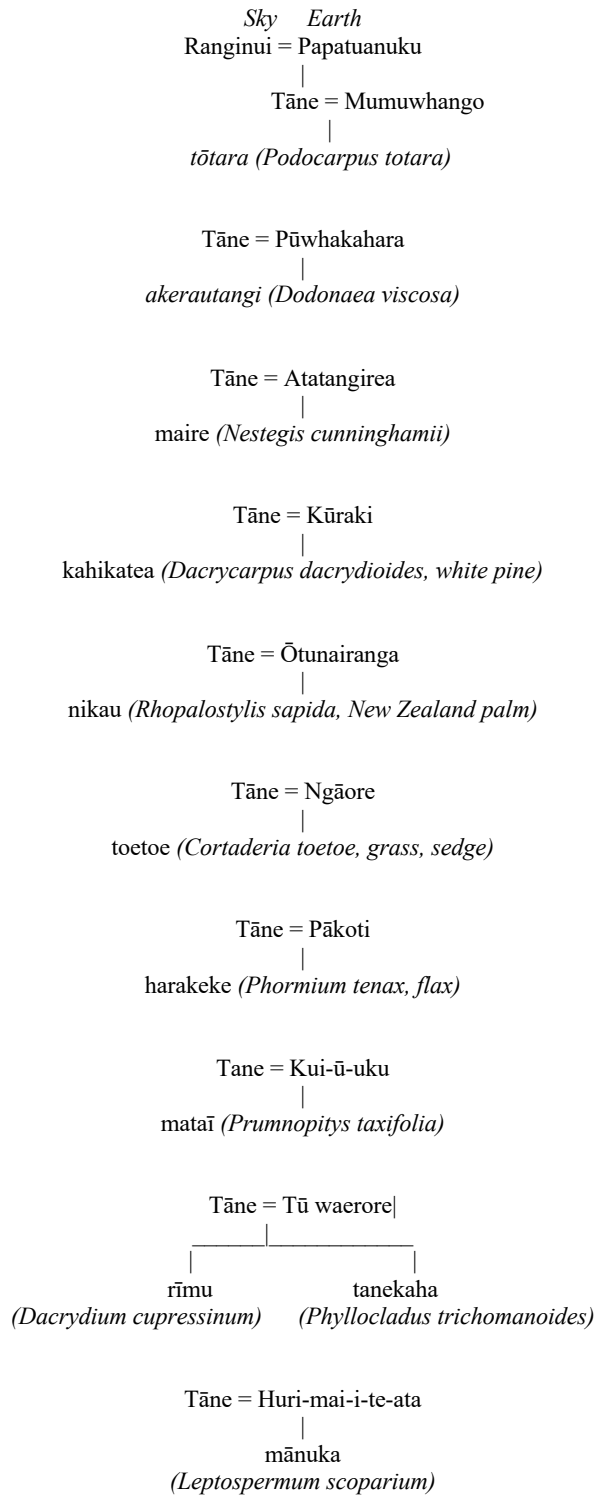 Sky Earth
Ranginui = Papatuanuku
|
Tāne = Mumuwhango
|
tōtara (Podocarpus totara)
Tāne = Pūwhakahara
|
akerautangi (Dodonaea viscosa)
Tāne = Atatangirea
|
maire (Nestegis cunninghamii)
Tāne = Kūraki
|
kahikatea (Dacrycarpus dacrydioides, white pine)
Tāne = Ōtunairanga
|
nikau (Rhopalostylis sapida, New Zealand palm)
Tāne = Ngāore
|
toetoe (Cortaderia toetoe, grass, sedge)
Tāne = Pākoti
|
harakeke (Phormium tenax, flax)
Tane = Kui-ū-uku
|
mataī (Prumnopitys taxifolia)
Tāne = Tū waerore|
______|____________
| |
rīmu tanekaha
(Dacrydium cupressinum) (Phyllocladus trichomanoides)
Tāne = Huri-mai-i-te-ata
|
mānuka
(Leptospermum scoparium)